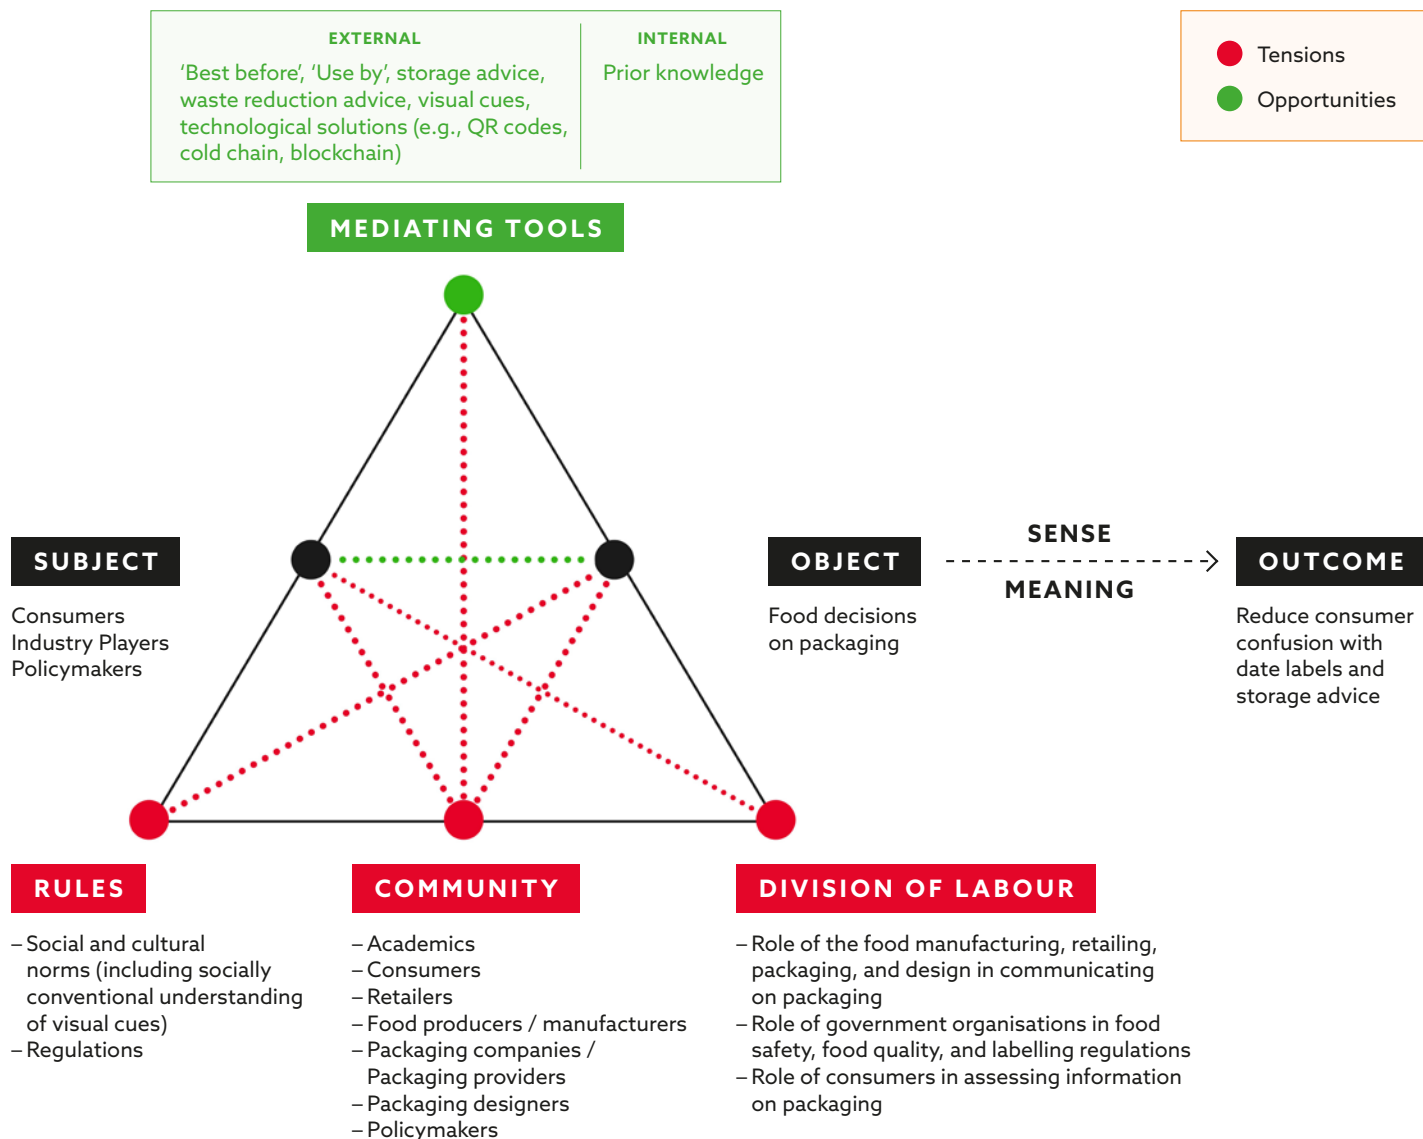 EXTERNAL
‘Best before’, ‘Use by’, storage advice,
waste reduction advice, visual cues,
technological solutions (e.g., QR codes,
cold chain, blockchain)
INTERNAL
Prior knowledge
Tensions
Opportunities
MEDIATING TOOLS
SUBJECT
Consumers
Industry Players
Policymakers
OBJECT
Food decisions
on packaging
SENSE
MEANING
OUTCOME
Reduce consumer
confusion with
date labels and
storage advice
RULES
– Social and cultural
norms (including socially
conventional understanding
of visual cues)
– Regulations
COMMUNITY
– Academics
– Consumers
– Retailers
– Food producers / manufacturers
– Packaging companies /
Packaging providers
– Packaging designers
– Policymakers
DIVISION OF LABOUR
– Role of the food manufacturing, retailing,
packaging, and design in communicating
on packaging
– Role of government organisations in food
safety, food quality, and labelling regulations
– Role of consumers in assessing information
on packaging